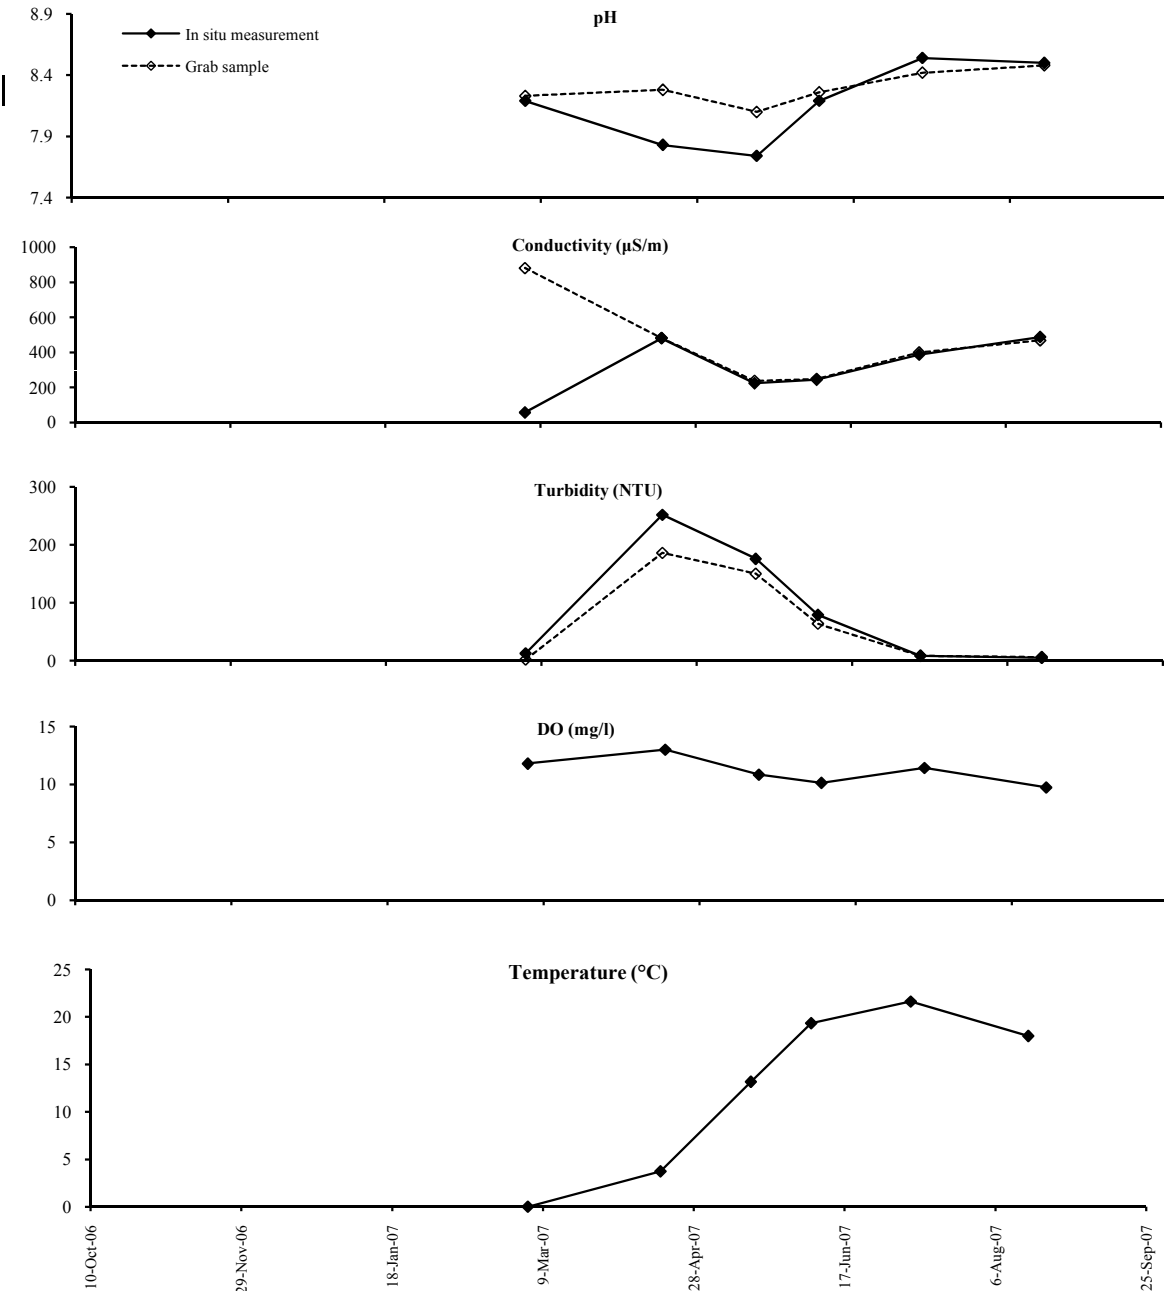 pH
8.9
In situ measurement
Grab sample
8.4
7.9
7.4
Conductivity (µS/m)
1000
800
600
400
200
0
Turbidity (NTU)
300
200
100
0
DO (mg/l)
15
10
5
0
Temperature (°C)
25
20
15
10
5
0
10-Oct-06
29-Nov-06
18-Jan-07
9-Mar-07
28-Apr-07
17-Jun-07
6-Aug-07
25-Sep-07